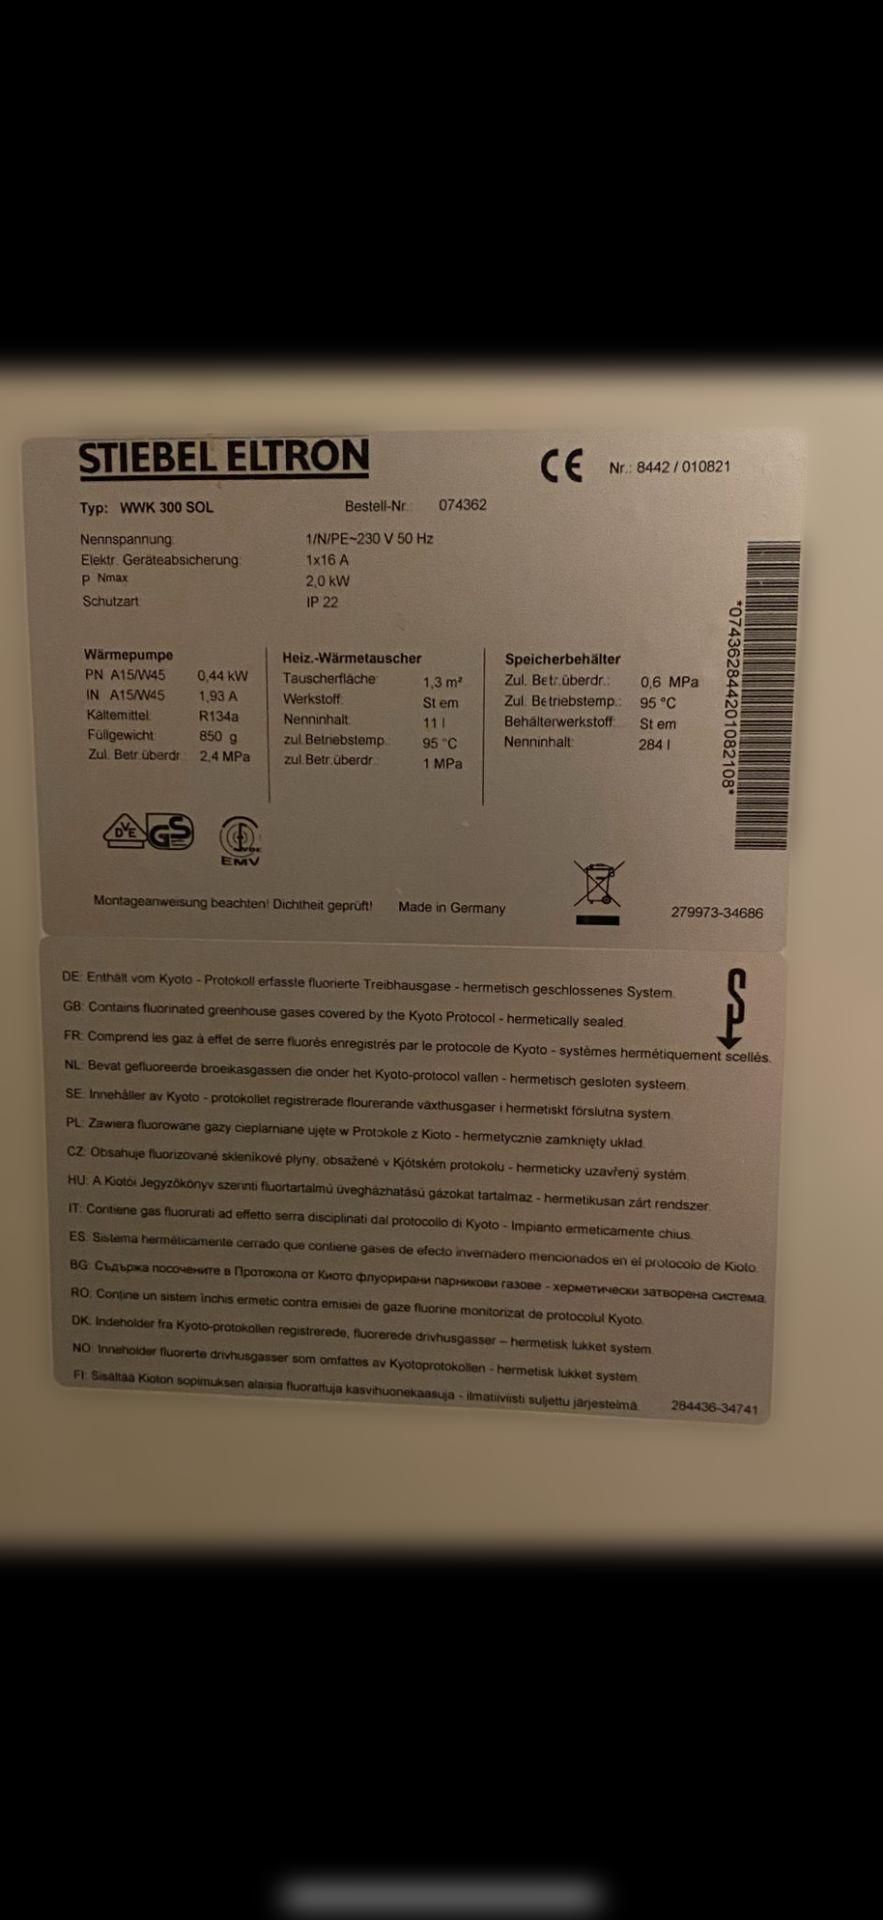 STIEBEL ELTRON
CE Nr.: 8442 / 010821
Typ: WWK 300 SOL Bestell-Nr.: 074362
Nennspannung: 1/N/PE~230 V 50 Hz
Elektr. Geräteabsicherung: 1x16 A
P Nmax 2,0 kW
Schutzart: IP 22
Wärmepumpe
PN A15/W45 0,44 kW
IN A15/W45 1,93 A
Kältemittel: R134a
Füllgewicht: 850 g
Zul. Betr.überdr.: 2,4 MPa
Heiz.-Wärmetauscher
Tauscherfläche: 1,3 m²
Werkstoff: St em
Nenninhalt: 11 l
zul.Betriebstemp.: 95 °C
zul.Betr.überdr.: 1 MPa
Speicherbehälter
Zul. Betr.überdr.: 0,6 MPa
Zul. Betriebstemp.: 95 °C
Behälterwerkstoff: St em
Nenninhalt: 284 l
*074362844201082108*
DVE GS
VDE
EMV
Montageanweisung beachten! Dichtheit geprüft! Made in Germany
279973-34686
DE: Enthält vom Kyoto - Protokoll erfasste fluorierte Treibhausgase - hermetisch geschlossenes System.
GB: Contains fluorinated greenhouse gases covered by the Kyoto Protocol - hermetically sealed.
FR: Comprend les gaz à effet de serre fluorés enregistrés par le protocole de Kyoto - systèmes hermétiquement scellés.
NL: Bevat gefluoreerde broeikasgassen die onder het Kyoto-protocol vallen - hermetisch gesloten systeem.
SE: Innehåller av Kyoto - protokollet registrerade flourerande växthusgaser i hermetiskt förslutna system.
PL: Zawiera fluorowane gazy cieplarniane ujęte w Protokole z Kioto - hermetycznie zamknięty układ.
CZ: Obsahuje fluorizované skleníkové plyny, obsažené v Kjótském protokolu - hermeticky uzavřený systém.
HU: A Kiotói Jegyzőkönyv szerinti fluortartalmú üvegházhatású gázokat tartalmaz - hermetikusan zárt rendszer.
IT: Contiene gas fluorurati ad effetto serra disciplinati dal protocollo di Kyoto - Impianto ermeticamente chius.
ES: Sistema herméticamente cerrado que contiene gases de efecto invernadero mencionados en el protocolo de Kioto.
BG: Съдържа посочените в Протокола от Киото флуорирани парникови газове - херметически затворена система.
RO: Conține un sistem închis ermetic contra emisiei de gaze fluorine monitorizat de protocolul Kyoto.
DK: Indeholder fra Kyoto-protokollen registrerede, fluorerede drivhusgasser – hermetisk lukket system.
NO: Inneholder fluorerte drivhusgasser som omfattes av Kyotoprotokollen - hermetisk lukket system.
FI: Sisältää Kioton sopimuksen alaisia fluorattuja kasvihuonekaasuja - ilmatiiviisti suljettu järjestelmä.
284436-34741